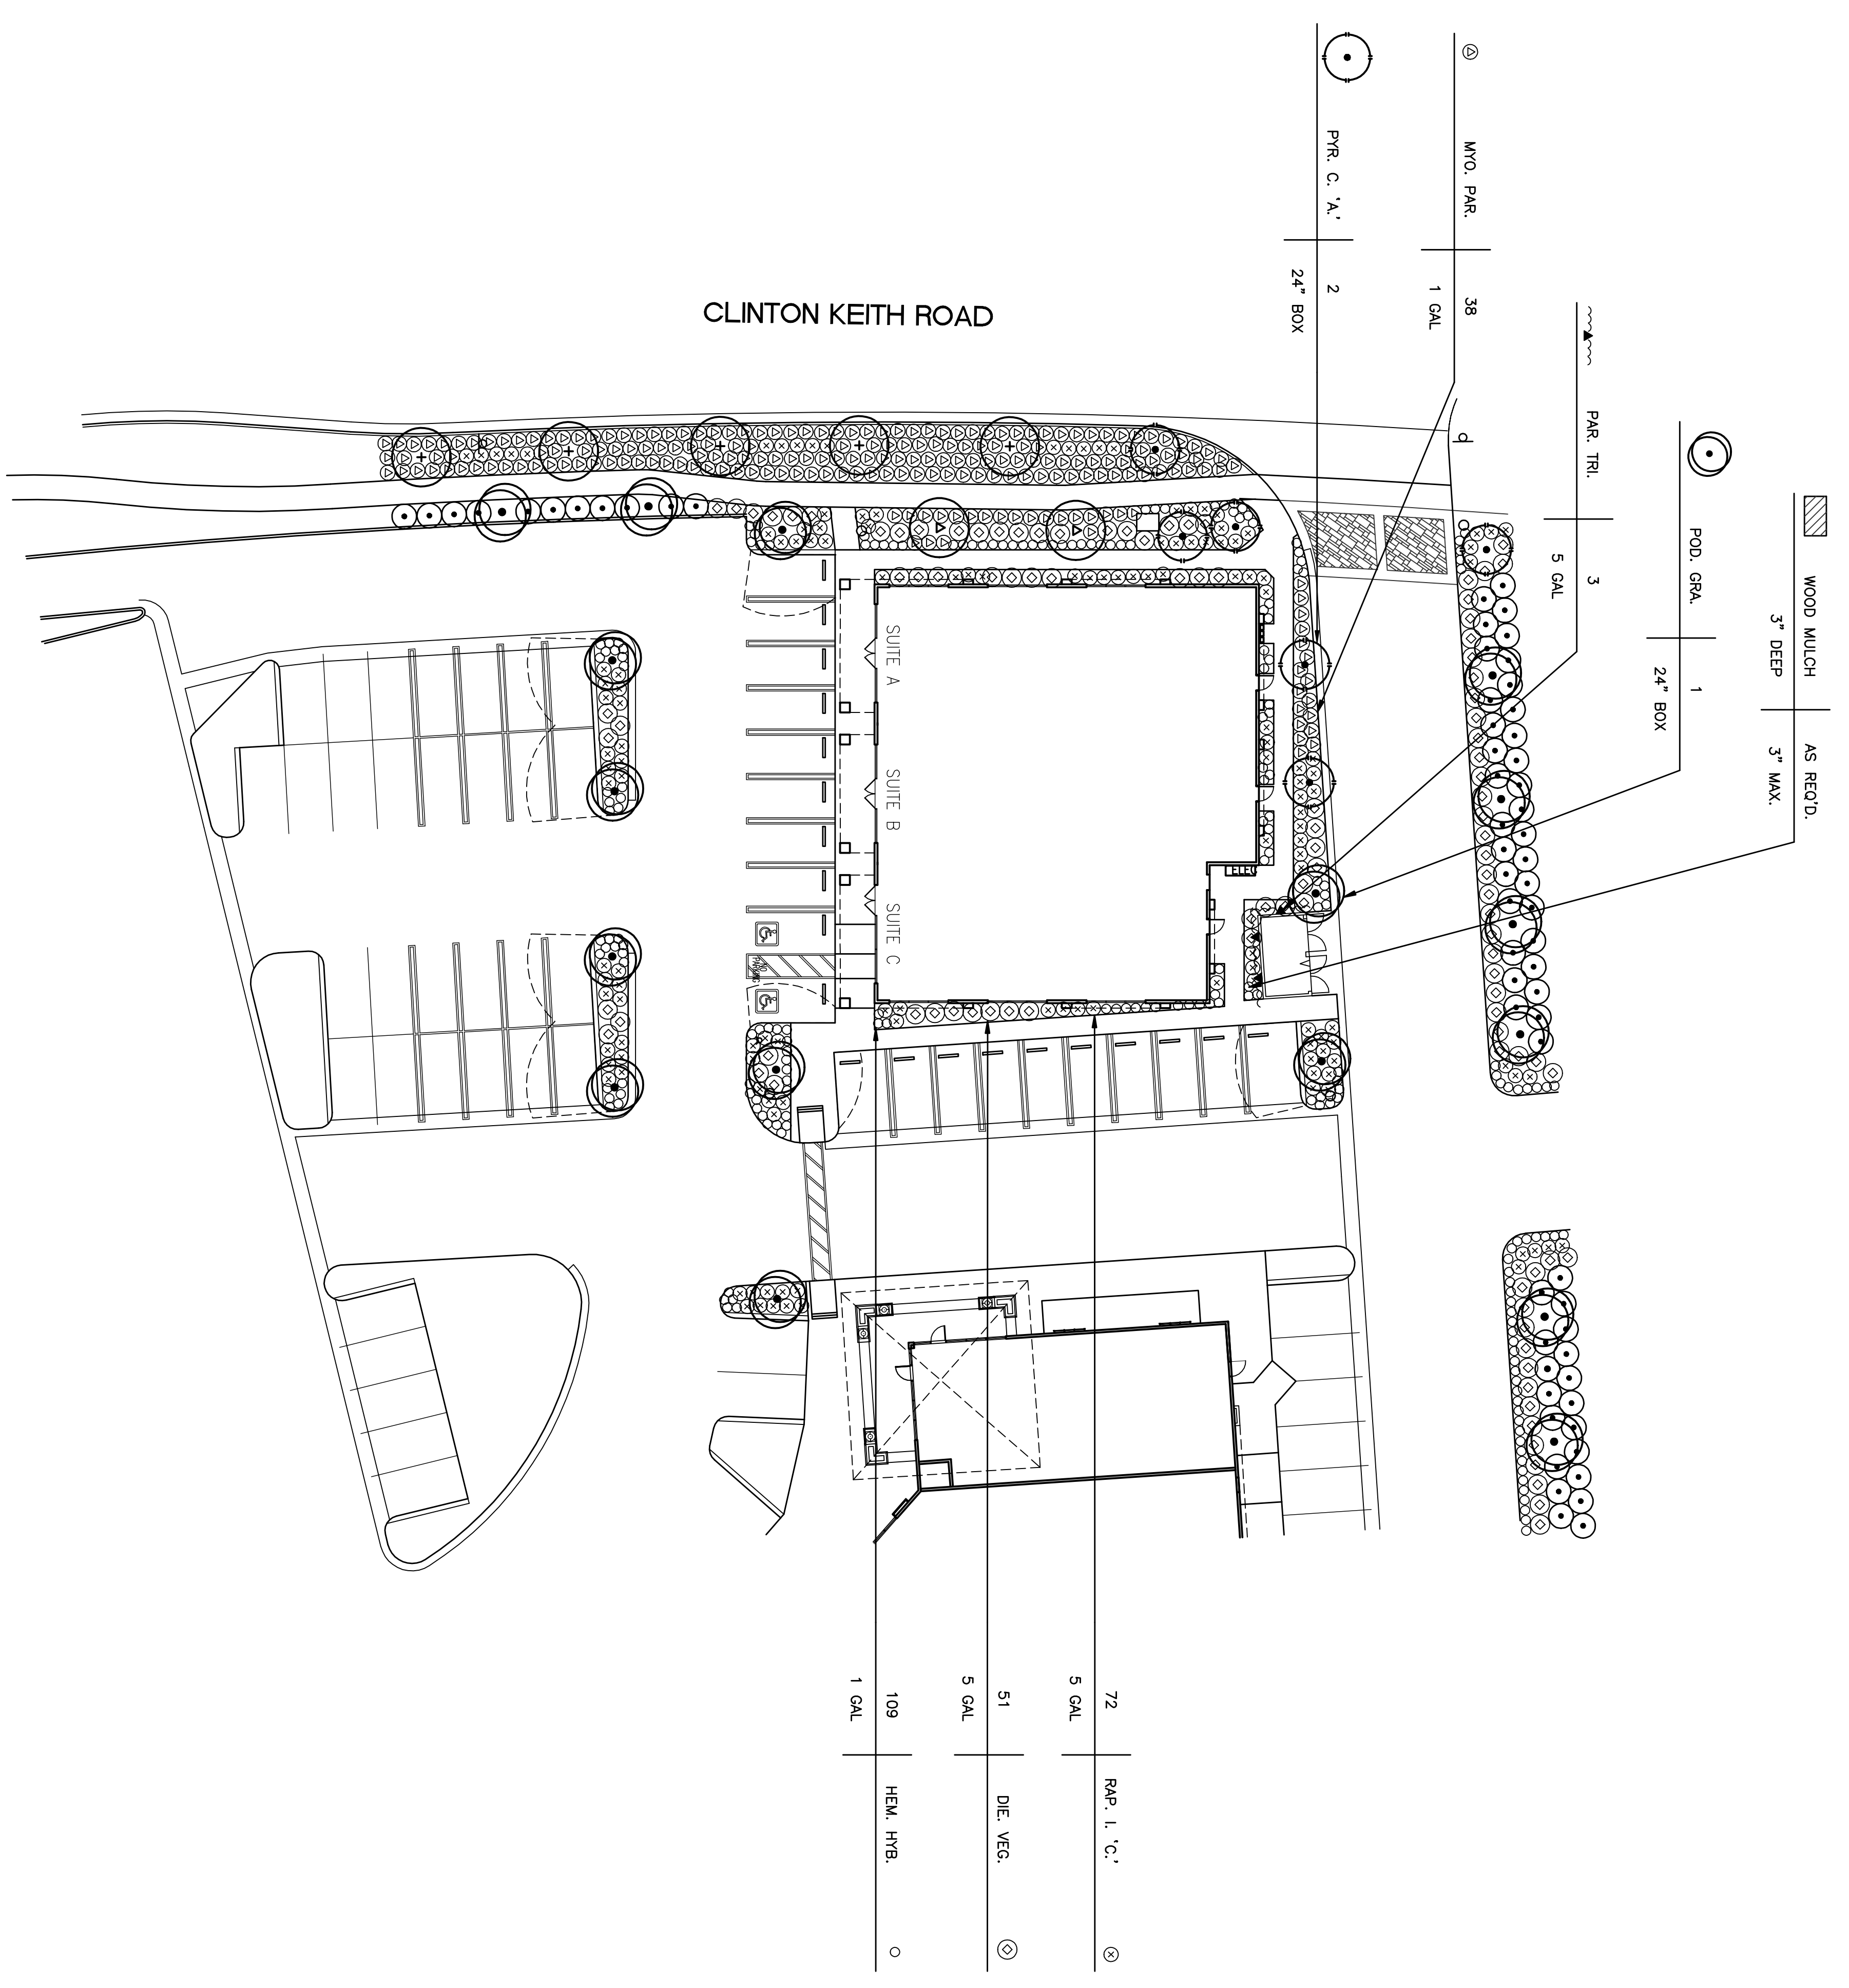 CLINTON KEITH ROAD
PYR. C. 'A.' 2
24" BOX
MYO. PAR. 38
1 GAL
PAR. TRI. 3
5 GAL
POD. GRA. 1
24" BOX
WOOD MULCH AS REQ'D.
3" DEEP 3" MAX.
SUITE A
SUITE B
SUITE C
ELEC
NO
PARKING
109 HEM. HYB.
1 GAL
51 DIE. VEG.
5 GAL
72 RAP. I. 'C.'
5 GAL